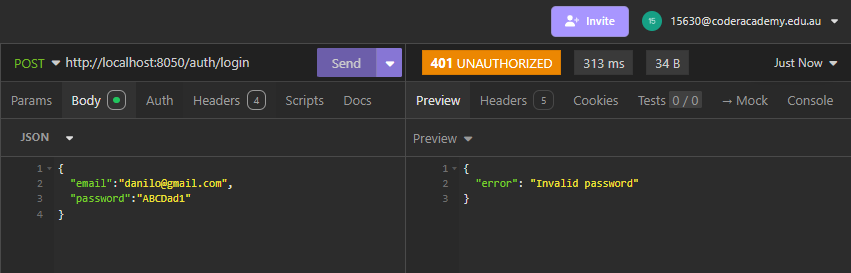 Invite
15 15630@coderacademy.edu.au
POST http://localhost:8050/auth/login Send
401 UNAUTHORIZED 313 ms 34 B Just Now
Params Body Auth Headers 4 Scripts Docs
Preview Headers 5 Cookies Tests 0 / 0 → Mock Console
JSON
Preview
1 {
2 "email":"danilo@gmail.com",
3 "password":"ABCDad1"
4 }
1 {
2 "error": "Invalid password"
3 }